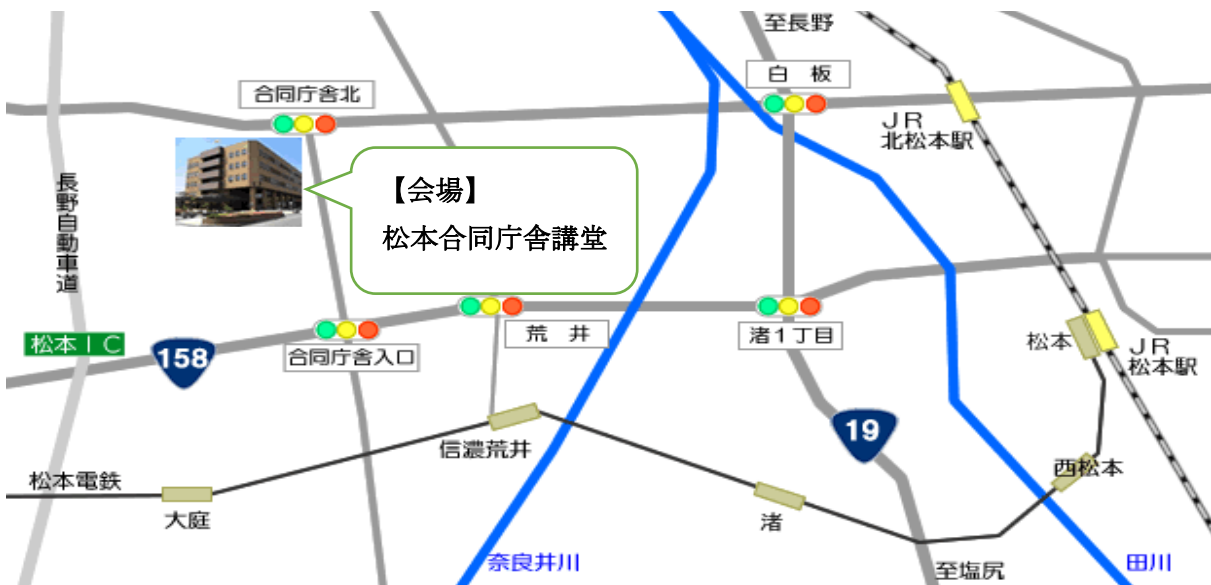 至長野
白 板
合同庁舎北
JR
北松本駅
【会場】
松本合同庁舎講堂
長野自動車道
荒 井
渚1丁目
松本
JR
松本駅
松本IC
158
合同庁舎入口
19
信濃荒井
西松本
松本電鉄
大庭
渚
奈良井川
至塩尻
田川